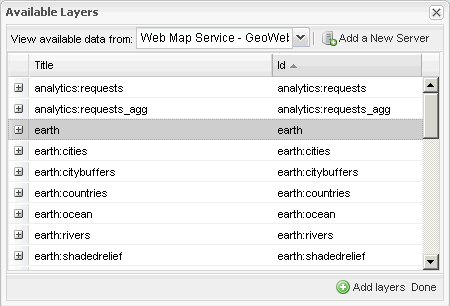 Available Layers
View available data from: Web Map Service - GeoWeb Add a New Server
Title Id
analytics:requests analytics:requests
analytics:requests_agg analytics:requests_agg
earth earth
earth:cities earth:cities
earth:citybuffers earth:citybuffers
earth:countries earth:countries
earth:ocean earth:ocean
earth:rivers earth:rivers
earth:shadedrelief earth:shadedrelief
Add layers Done